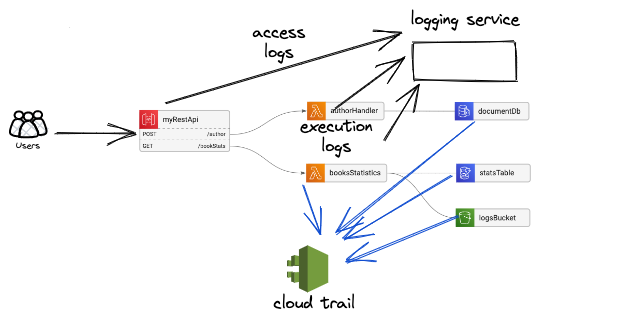 logging service
access
logs
myRestApi
POST /author
GET /bookStats
Users
authorHandler
execution
logs
booksStatistics
documentDb
statsTable
logsBucket
cloud trail